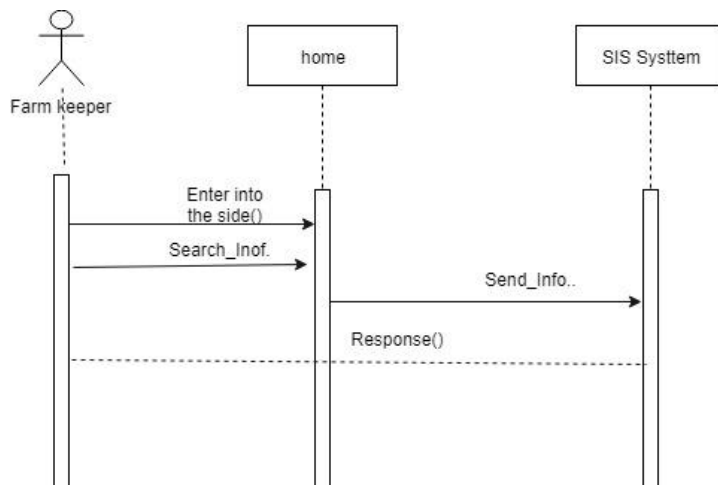 home
SIS Systtem
Farm keeper
Enter into
the side()
Search_Inof.
Send_Info..
Response()